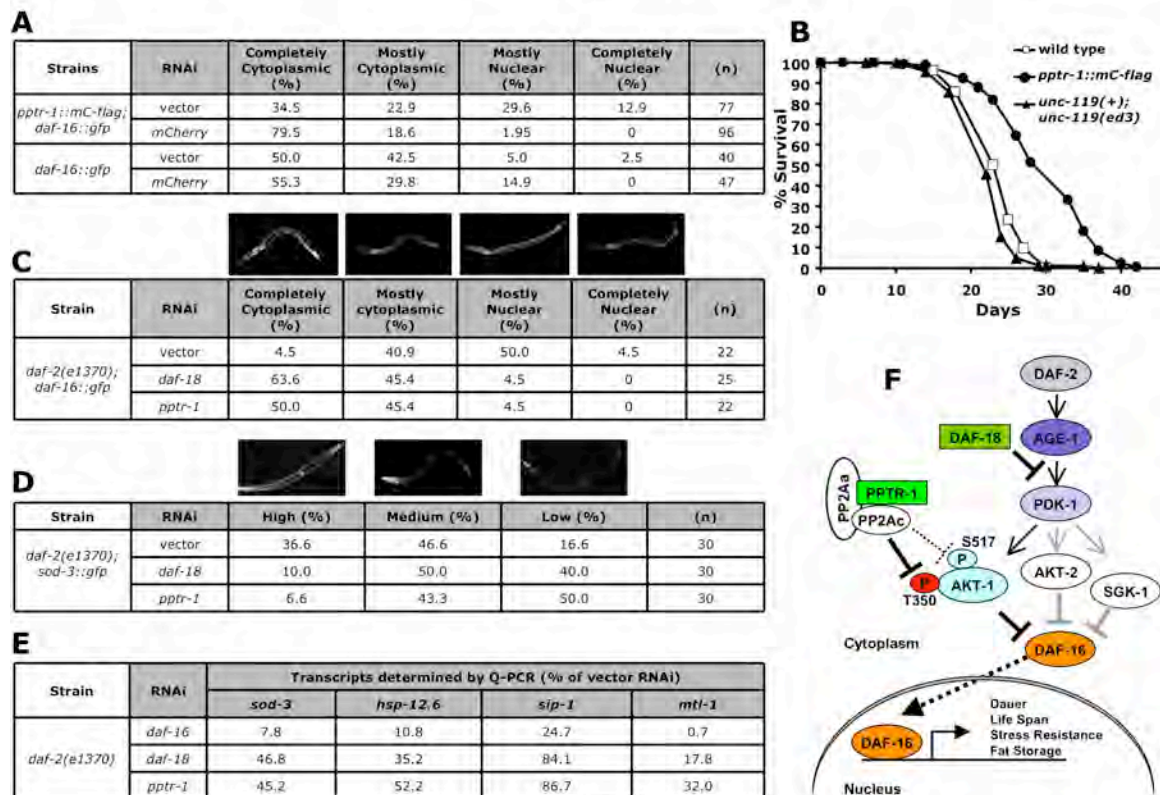 A
Strains RNAi Completely Cytoplasmic (%) Mostly Cytoplasmic (%) Mostly Nuclear (%) Completely Nuclear (%) (n)
pptr-1::mC-flag; daf-16::gfp
vector 34.5 22.9 29.6 12.9 77
mCherry 79.5 18.6 1.95 0 96
daf-16::gfp
vector 50.0 42.5 5.0 2.5 40
mCherry 55.3 29.8 14.9 0 47
B
wild type
pptr-1::mC-flag
unc-119(+);
unc-119(ed3)
% Survival
100
90
80
70
60
50
40
30
20
10
0
0 10 20 30 40
Days
C
Strain RNAi Completely Cytoplasmic (%) Mostly cytoplasmic (%) Mostly Nuclear (%) Completely Nuclear (%) (n)
daf-2(e1370); daf-16::gfp
vector 4.5 40.9 50.0 4.5 22
daf-18 63.6 45.4 4.5 0 25
pptr-1 50.0 45.4 4.5 0 22
D
Strain RNAi High (%) Medium (%) Low (%) (n)
daf-2(e1370); sod-3::gfp
vector 36.6 46.6 16.6 30
daf-18 10.0 50.0 40.0 30
pptr-1 6.6 43.3 50.0 30
E
Strain RNAi Transcripts determined by Q-PCR (% of vector RNAi)
sod-3 hsp-12.6 sip-1 mtl-1
daf-2(e1370)
daf-16 7.8 10.8 24.7 0.7
daf-18 46.8 35.2 84.1 17.8
pptr-1 45.2 52.2 86.7 32.0
F
DAF-2
DAF-18 AGE-1
PP2Aa
PPTR-1
PP2Ac
PDK-1
S517
P
P
T350
AKT-1
AKT-2
SGK-1
Cytoplasm
DAF-16
Dauer
Life Span
Stress Resistance
Fat Storage
DAF-16
Nucleus